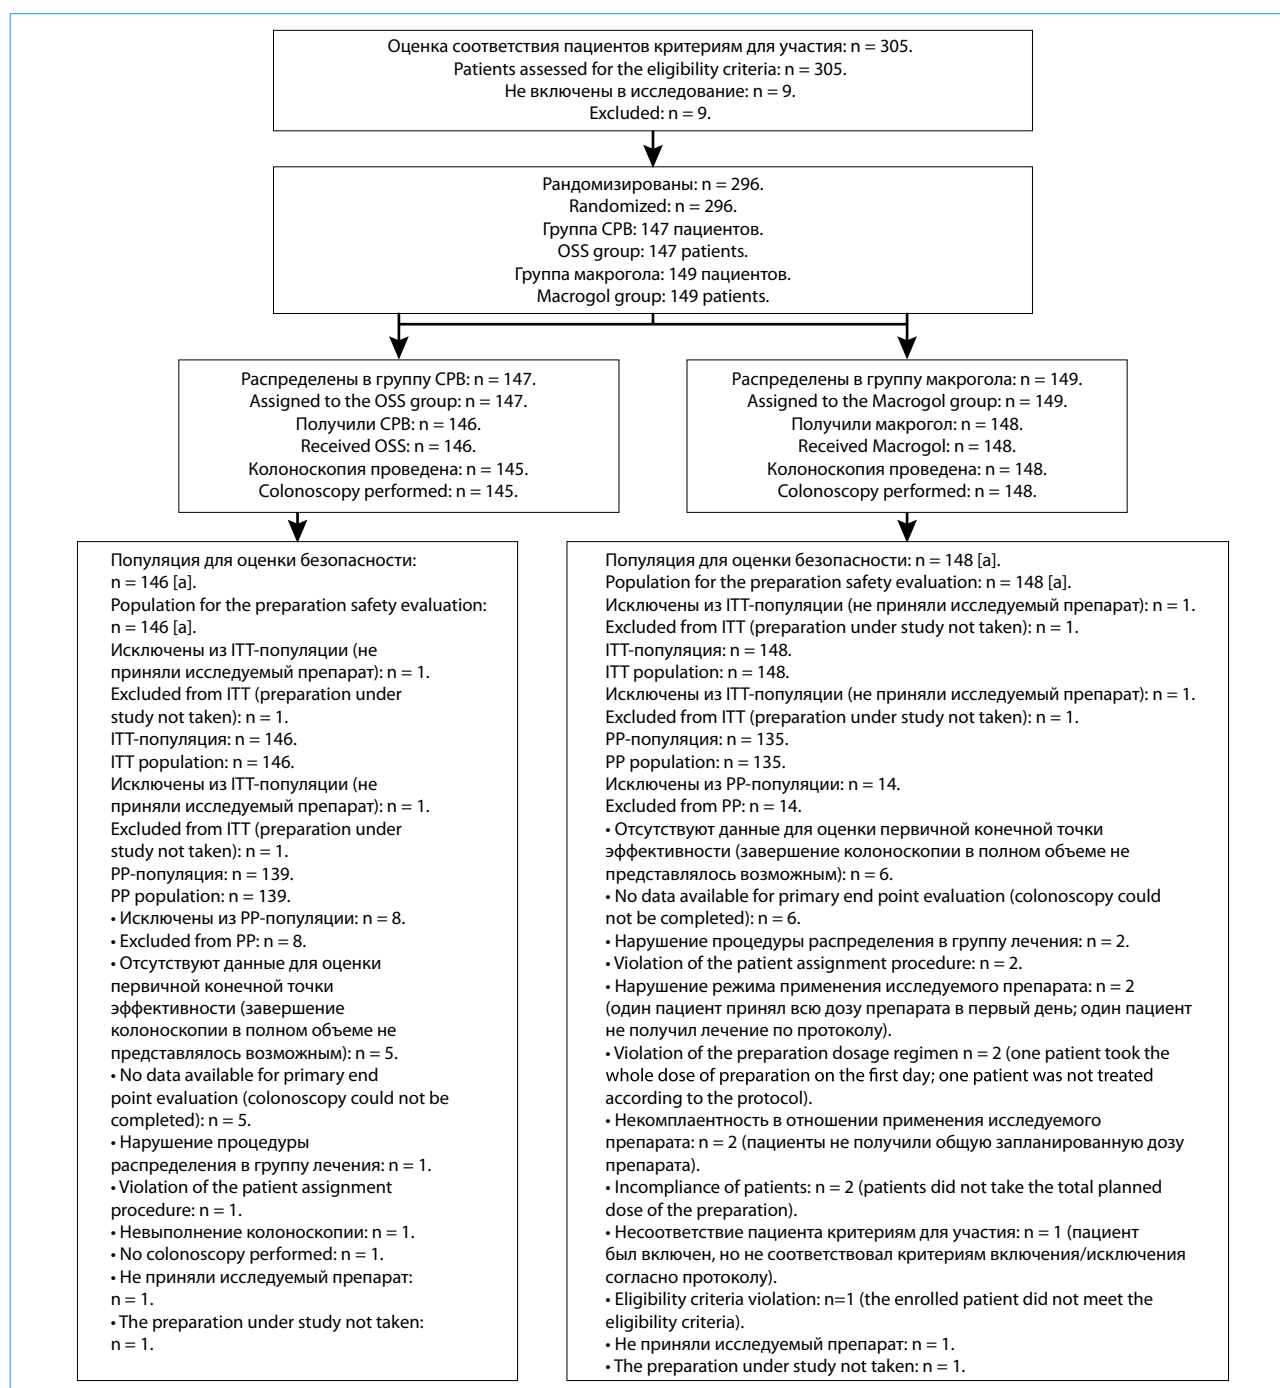 Оценка соответствия пациентов критериям для участия: n = 305.
Patients assessed for the eligibility criteria: n = 305.
Не включены в исследование: n = 9.
Excluded: n = 9.
Рандомизированы: n = 296.
Randomized: n = 296.
Группа СРВ: 147 пациентов.
OSS group: 147 patients.
Группа макрогола: 149 пациентов.
Macrogol group: 149 patients.
Распределены в группу СРВ: n = 147.
Assigned to the OSS group: n = 147.
Получили СРВ: n = 146.
Received OSS: n = 146.
Колоноскопия проведена: n = 145.
Colonoscopy performed: n = 145.
Распределены в группу макрогола: n = 149.
Assigned to the Macrogol group: n = 149.
Получили макрогол: n = 148.
Received Macrogol: n = 148.
Колоноскопия проведена: n = 148.
Colonoscopy performed: n = 148.
Популяция для оценки безопасности:
n = 146 [a].
Population for the preparation safety evaluation:
n = 146 [a].
Исключены из ITT-популяции (не
приняли исследуемый препарат): n = 1.
Excluded from ITT (preparation under
study not taken): n = 1.
ITT-популяция: n = 146.
ITT population: n = 146.
Исключены из ITT-популяции (не
приняли исследуемый препарат): n = 1.
Excluded from ITT (preparation under
study not taken): n = 1.
PP-популяция: n = 139.
PP population: n = 139.
• Исключены из PP-популяции: n = 8.
• Excluded from PP: n = 8.
• Отсутствуют данные для оценки
первичной конечной точки
эффективности (завершение
колоноскопии в полном объеме не
представлялось возможным): n = 5.
• No data available for primary end
point evaluation (colonoscopy could not be
completed): n = 5.
• Нарушение процедуры
распределения в группу лечения: n = 1.
• Violation of the patient assignment
procedure: n = 1.
• Невыполнение колоноскопии: n = 1.
• No colonoscopy performed: n = 1.
• Не приняли исследуемый препарат:
n = 1.
• The preparation under study not taken:
n = 1.
Популяция для оценки безопасности: n = 148 [a].
Population for the preparation safety evaluation: n = 148 [a].
Исключены из ITT-популяции (не приняли исследуемый препарат): n = 1.
Excluded from ITT (preparation under study not taken): n = 1.
ITT-популяция: n = 148.
ITT population: n = 148.
Исключены из ITT-популяции (не приняли исследуемый препарат): n = 1.
Excluded from ITT (preparation under study not taken): n = 1.
PP-популяция: n = 135.
PP population: n = 135.
Исключены из PP-популяции: n = 14.
Excluded from PP: n = 14.
• Отсутствуют данные для оценки первичной конечной точки
эффективности (завершение колоноскопии в полном объеме не
представлялось возможным): n = 6.
• No data available for primary end point evaluation (colonoscopy could
not be completed): n = 6.
• Нарушение процедуры распределения в группу лечения: n = 2.
• Violation of the patient assignment procedure: n = 2.
• Нарушение режима применения исследуемого препарата: n = 2
(один пациент принял всю дозу препарата в первый день; один пациент
не получил лечение по протоколу).
• Violation of the preparation dosage regimen n = 2 (one patient took the
whole dose of preparation on the first day; one patient was not treated
according to the protocol).
• Некомплаентность в отношении применения исследуемого
препарата: n = 2 (пациенты не получили общую запланированную дозу
препарата).
• Incompliance of patients: n = 2 (patients did not take the total planned
dose of the preparation).
• Несоответствие пациента критериям для участия: n = 1 (пациент
был включен, но не соответствовал критериям включения/исключения
согласно протоколу).
• Eligibility criteria violation: n=1 (the enrolled patient did not meet the
eligibility criteria).
• Не приняли исследуемый препарат: n = 1.
• The preparation under study not taken: n = 1.